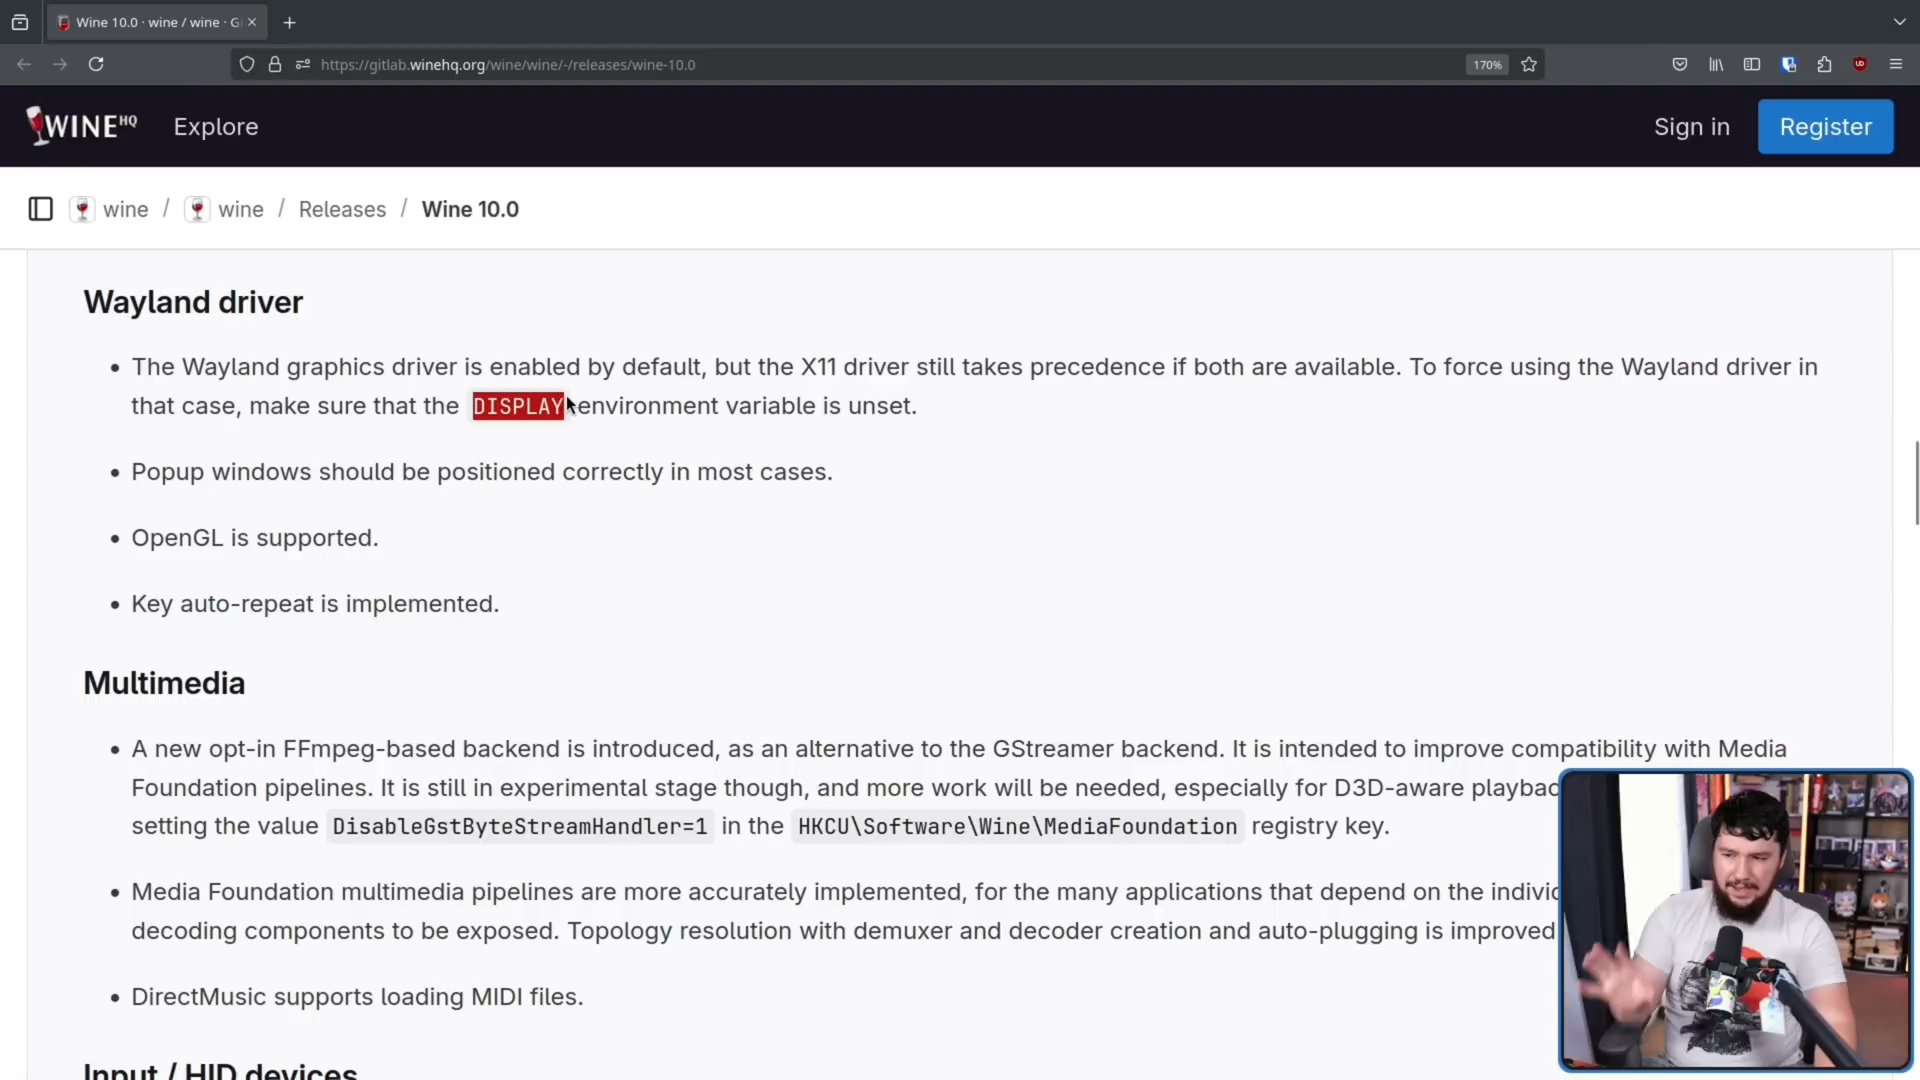 Wine 10.0 · wine / wine · G
https://gitlab.winehq.org/wine/wine/-/releases/wine-10.0
170%
WINE HQ
Explore
Sign in
Register
wine / wine / Releases / Wine 10.0
Wayland driver
• The Wayland graphics driver is enabled by default, but the X11 driver still takes precedence if both are available. To force using the Wayland driver in
that case, make sure that the DISPLAY environment variable is unset.
• Popup windows should be positioned correctly in most cases.
• OpenGL is supported.
• Key auto-repeat is implemented.
Multimedia
• A new opt-in FFmpeg-based backend is introduced, as an alternative to the GStreamer backend. It is intended to improve compatibility with Media
Foundation pipelines. It is still in experimental stage though, and more work will be needed, especially for D3D-aware playbac
setting the value DisableGstByteStreamHandler=1 in the HKCU\Software\Wine\MediaFoundation registry key.
• Media Foundation multimedia pipelines are more accurately implemented, for the many applications that depend on the individ
decoding components to be exposed. Topology resolution with demuxer and decoder creation and auto-plugging is improved
• DirectMusic supports loading MIDI files.
Input / HID devices